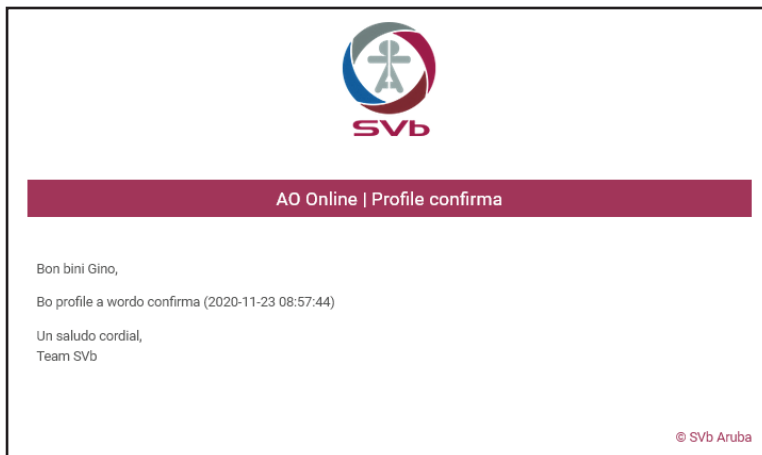 SVb
AO Online | Profile confirma
Bon bini Gino,
Bo profile a wordo confirma (2020-11-23 08:57:44)
Un saludo cordial,
Team SVb
© SVb Aruba